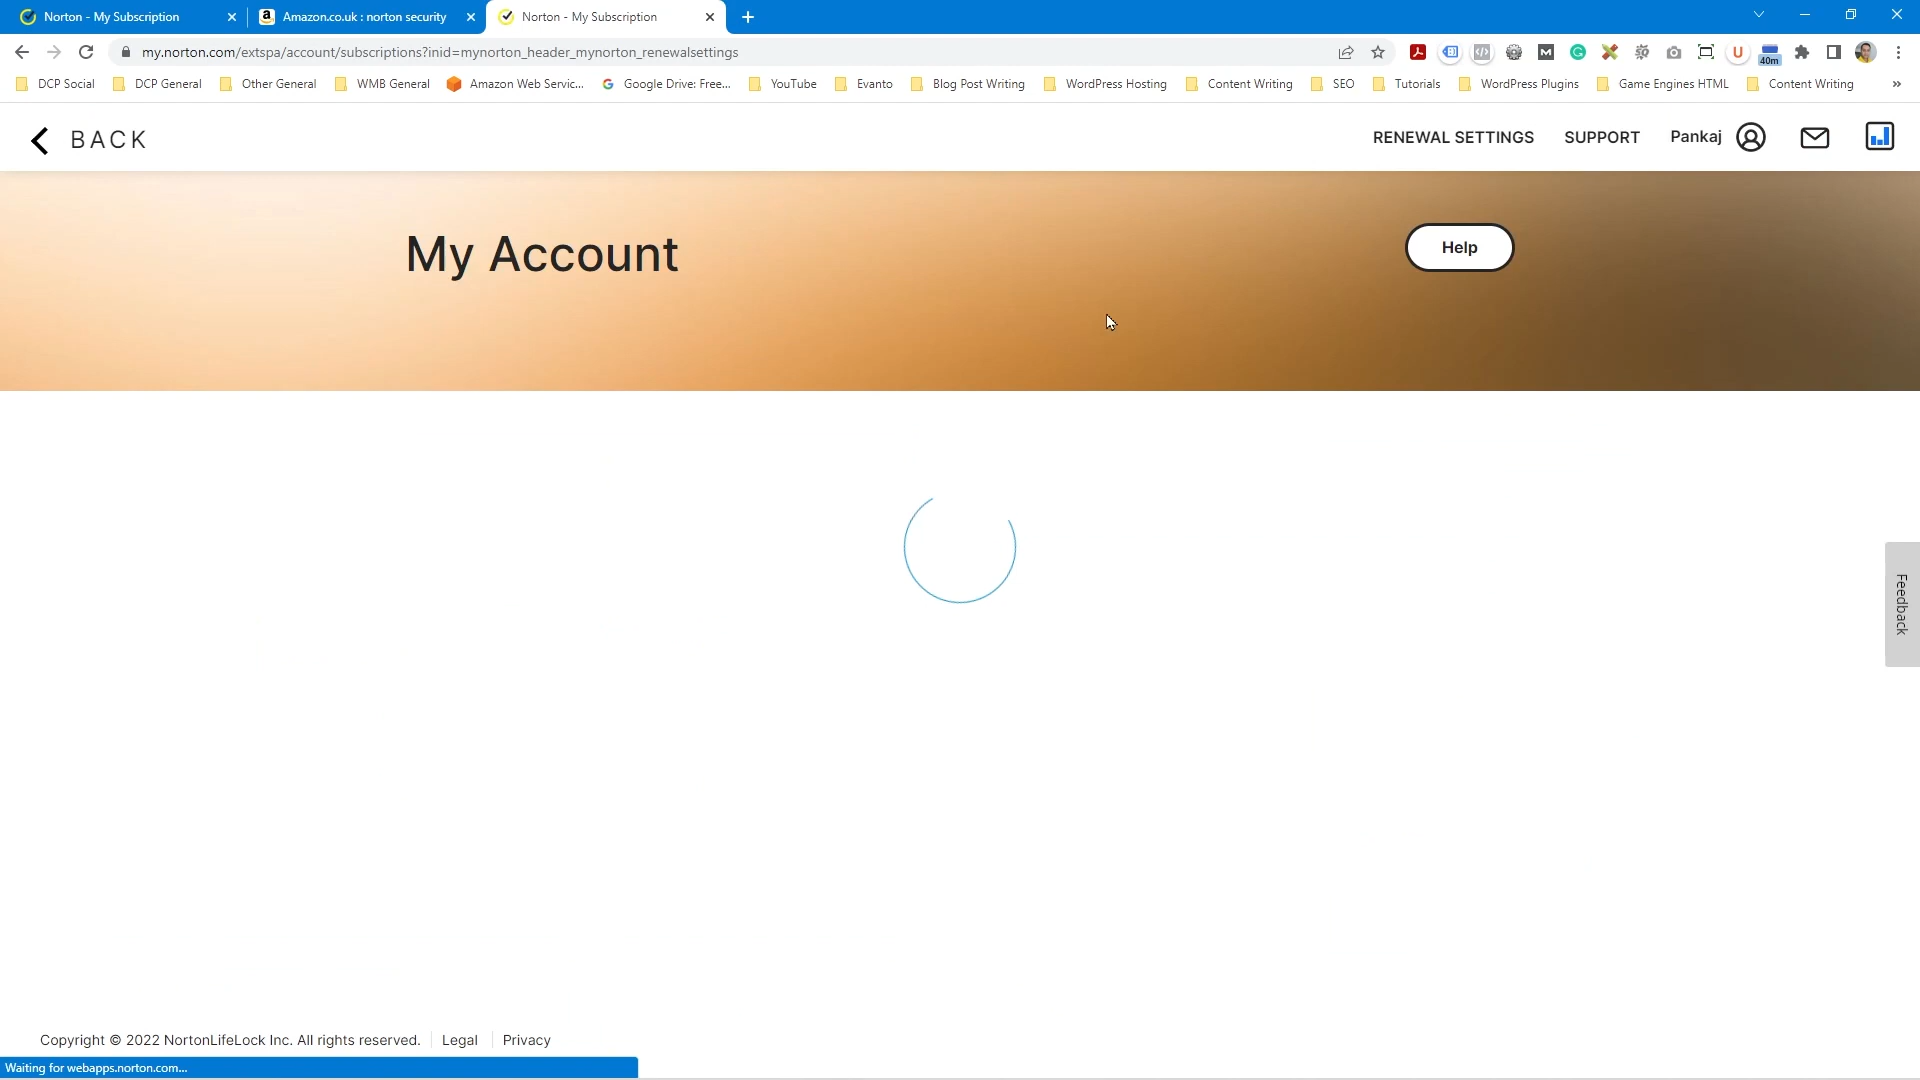 Norton - My Subscription
Amazon.co.uk : norton security
Norton - My Subscription
my.norton.com/extspa/account/subscriptions?inid=mynorton_header_mynorton_renewalsettings
40m
DCP Social
DCP General
Other General
WMB General
Amazon Web Servic...
Google Drive: Free...
YouTube
Evanto
Blog Post Writing
WordPress Hosting
Content Writing
SEO
Tutorials
WordPress Plugins
Game Engines HTML
Content Writing
»
BACK
RENEWAL SETTINGS
SUPPORT
Pankaj
My Account
Help
Feedback
Copyright © 2022 NortonLifeLock Inc. All rights reserved.
Legal
Privacy
Waiting for webapps.norton.com...